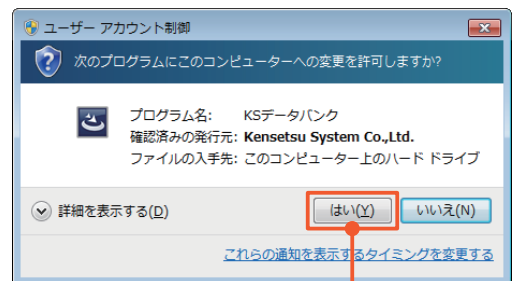 ユーザー アカウント制御
次のプログラムにこのコンピューターへの変更を許可しますか?
プログラム名: KSデータバンク
確認済みの発行元: Kensetsu System Co.,Ltd.
ファイルの入手先: このコンピューター上のハード ドライブ
詳細を表示する(D) はい(Y) いいえ(N)
これらの通知を表示するタイミングを変更する